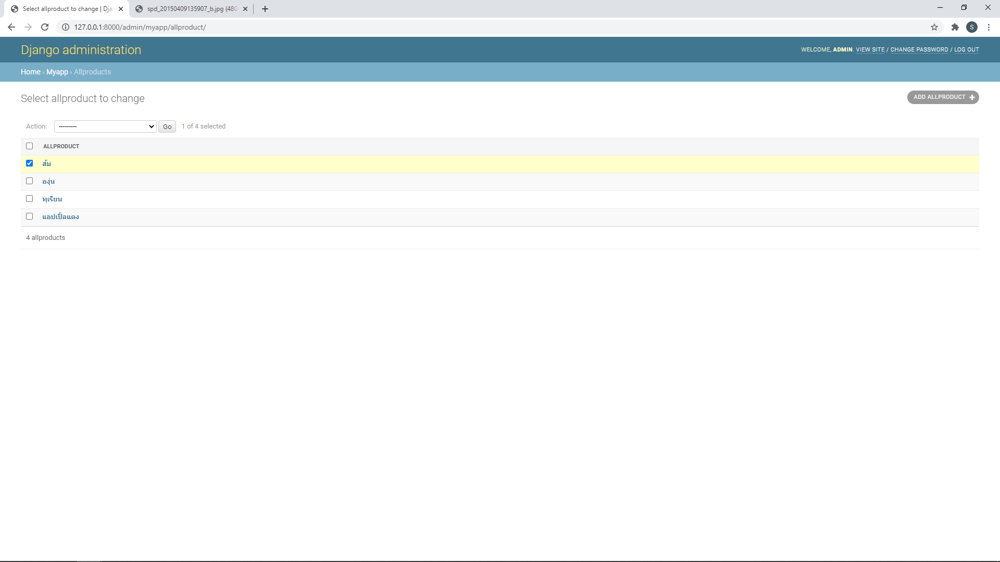 Select allproduct to change | Dja
spd_20150409135907_b.jpg (480
127.0.0.1:8000/admin/myapp/allproduct/
S
Django administration
WELCOME, ADMIN. VIEW SITE / CHANGE PASSWORD / LOG OUT
Home › Myapp › Allproducts
Select allproduct to change
ADD ALLPRODUCT +
Action: --------- Go 1 of 4 selected
ALLPRODUCT
ส้ม
องุ่น
ทุเรียน
แอปเปิ้ลแดง
4 allproducts